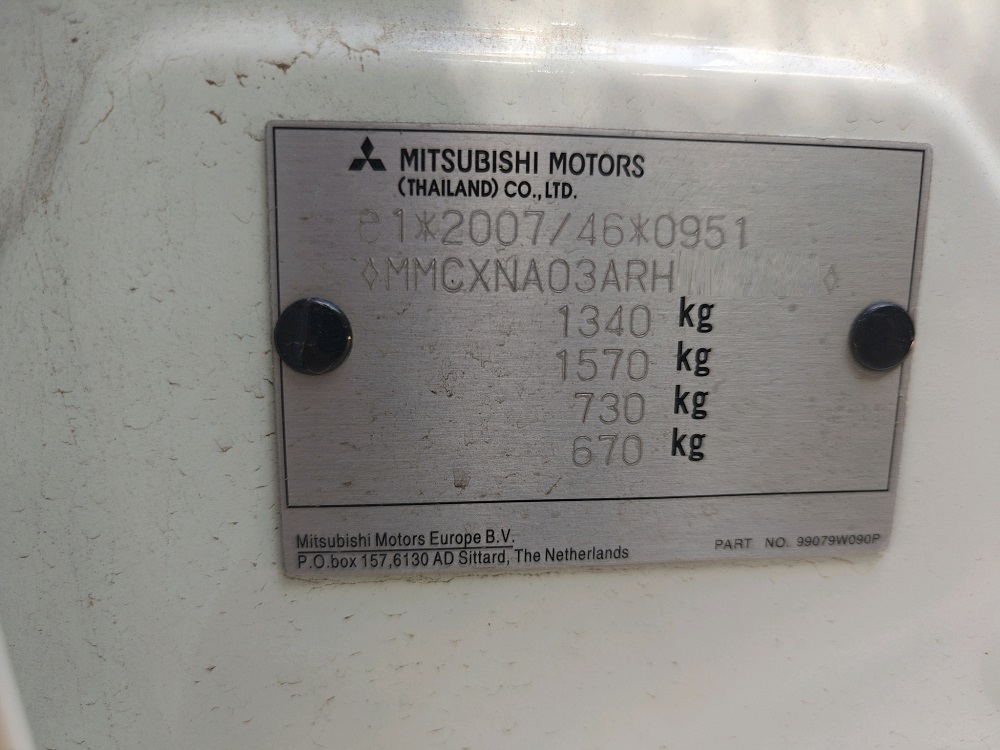 MITSUBISHI MOTORS
(THAILAND) CO.,LTD.
e1*2007/46*0951
◊MMCXNA03ARH ◊
1340 kg
1570 kg
730 kg
670 kg
Mitsubishi Motors Europe B.V.
P.O.box 157,6130 AD Sittard, The Netherlands
PART NO. 99079W090P